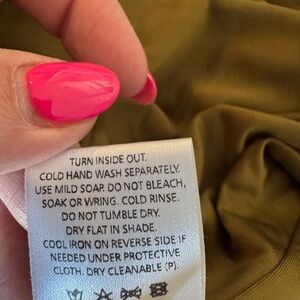 TURN INSIDE OUT.
COLD HAND WASH SEPARATELY.
USE MILD SOAP. DO NOT BLEACH,
SOAK OR WRING. COLD RINSE.
DO NOT TUMBLE DRY.
DRY FLAT IN SHADE.
COOL IRON ON REVERSE SIDE IF
NEEDED UNDER PROTECTIVE
CLOTH. DRY CLEANABLE (P).